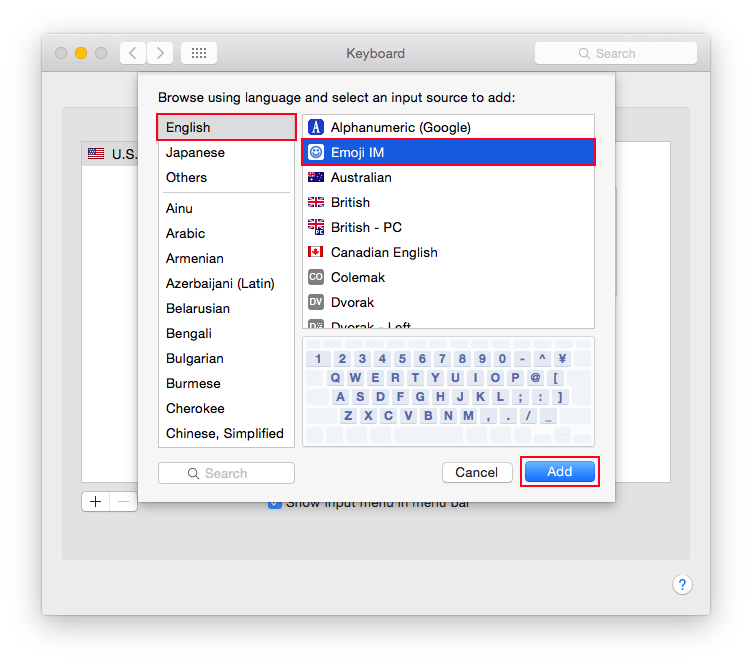 Keyboard
Search
Browse using language and select an input source to add:
U.S.
English
Japanese
Others
Ainu
Arabic
Armenian
Azerbaijani (Latin)
Belarusian
Bengali
Bulgarian
Burmese
Cherokee
Chinese, Simplified
A Alphanumeric (Google)
Emoji IM
Australian
British
PC British - PC
Canadian English
CO Colemak
DV Dvorak
Dvorak - Left
1 2 3 4 5 6 7 8 9 0 - ^ ¥
Q W E R T Y U I O P @ [
A S D F G H J K L ; : ]
Z X C V B N M , . / _
Search
Cancel
Add
+ −
Show input menu in menu bar
?